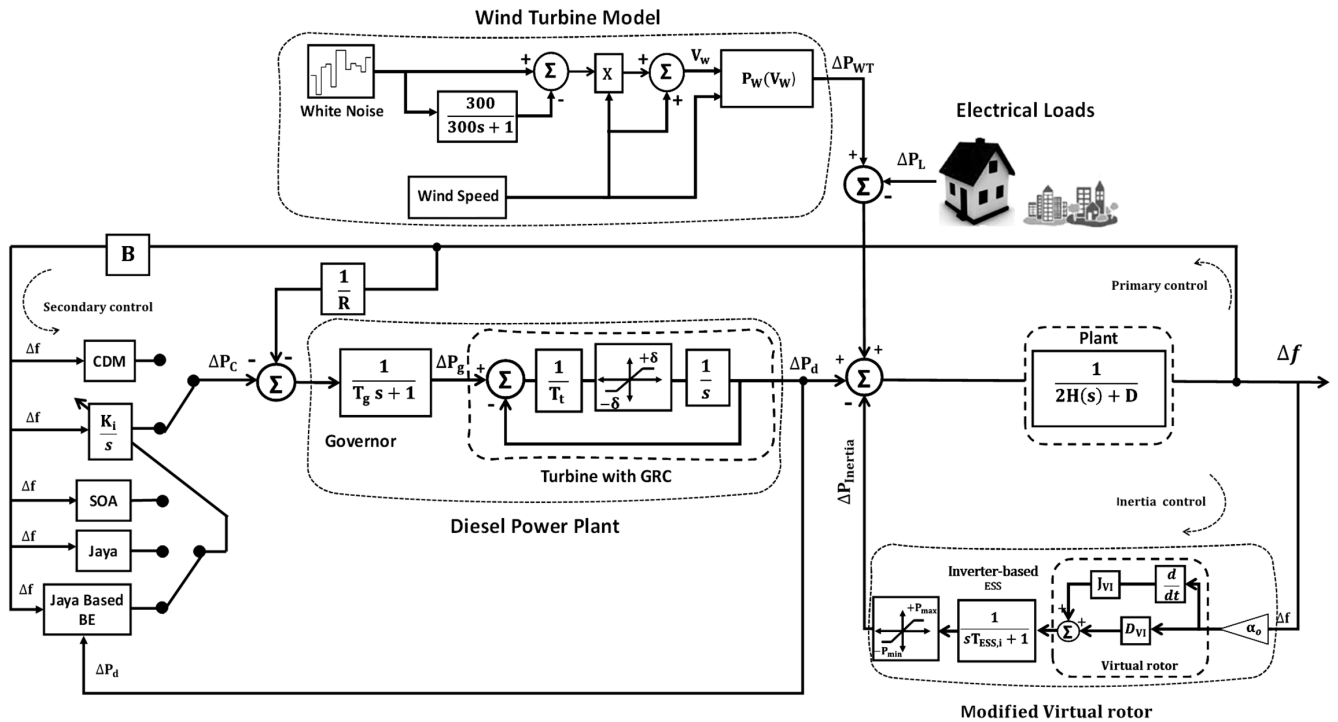 Wind Turbine Model
White Noise
+
Σ
-
300
300s + 1
X
+
Σ
+
V_w
P_W(V_W)
ΔP_WT
Wind Speed
Electrical Loads
+
Σ
-
ΔP_L
B
1
R
Secondary control
Primary control
Δf
CDM
ΔP_C
-
-
Σ
1
T_g s + 1
Governor
ΔP_g
+
Σ
-
1
T_t
+δ
−δ
1
s
Turbine with GRC
Diesel Power Plant
ΔP_d
+
+
Σ
-
Plant
1
2H(s) + D
Δf
Δf
K_i
s
Δf
SOA
Δf
Jaya
Δf
Jaya Based
BE
ΔP_d
ΔP_Inertia
Inertia control
Inverter-based
ESS
+P_max
−P_min
1
sT_ESS,i + 1
+
Σ
+
J_VI
d
dt
D_VI
Virtual rotor
α_o
Δf
Modified Virtual rotor